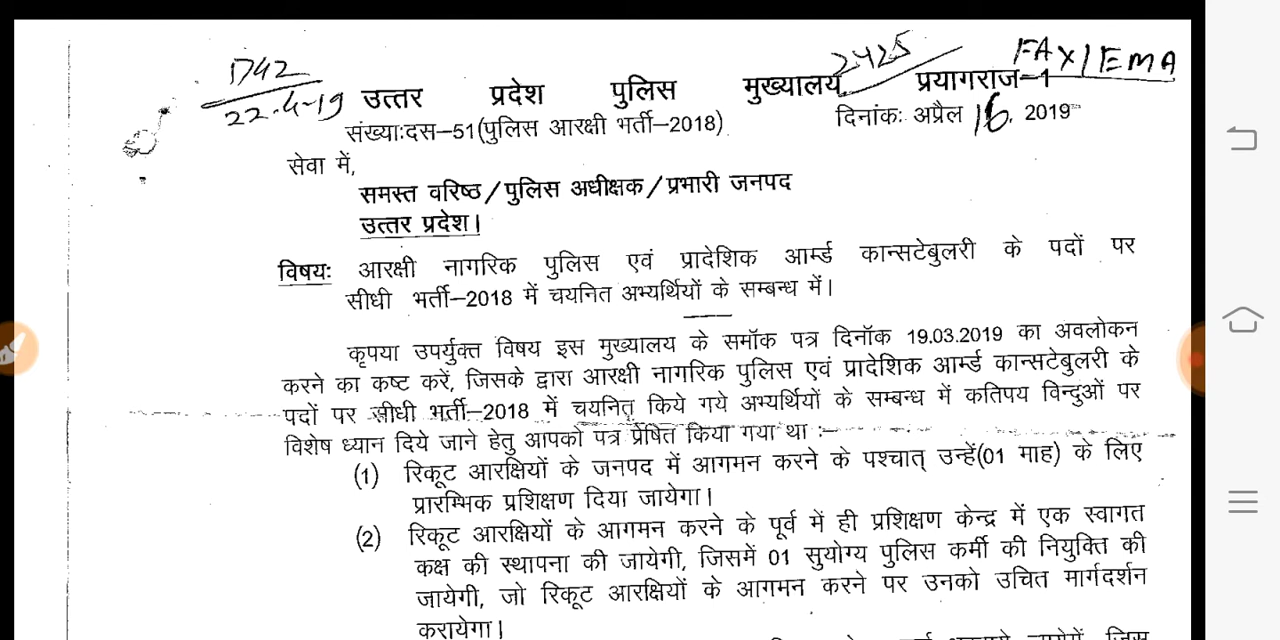 1742
2425
FAX/EMA
22.4-19
उत्तर प्रदेश पुलिस मुख्यालय प्रयागराज-1
संख्याःदस-51(पुलिस आरक्षी भर्ती-2018) दिनांकः अप्रैल 16, 2019
सेवा में,
समस्त वरिष्ठ/पुलिस अधीक्षक/प्रभारी जनपद
उत्तर प्रदेश।
विषयः आरक्षी नागरिक पुलिस एवं प्रादेशिक आर्म्ड कान्सटेबुलरी के पदों पर
सीधी भर्ती-2018 में चयनित अभ्यर्थियों के सम्बन्ध में।
कृपया उपर्युक्त विषय इस मुख्यालय के समॉक पत्र दिनॉक 19.03.2019 का अवलोकन
करने का कष्ट करें, जिसके द्वारा आरक्षी नागरिक पुलिस एवं प्रादेशिक आर्म्ड कान्सटेबुलरी के
पदों पर सीधी भर्ती-2018 में चयनित किये गये अभ्यर्थियों के सम्बन्ध में कतिपय विन्दुओं पर
विशेष ध्यान दिये जाने हेतु आपको पत्र प्रेषित किया गया था :-
(1) रिकूट आरक्षियों के जनपद में आगमन करने के पश्चात् उन्हें(01 माह) के लिए
प्रारम्भिक प्रशिक्षण दिया जायेगा।
(2) रिकूट आरक्षियों के आगमन करने के पूर्व में ही प्रशिक्षण केन्द्र में एक स्वागत
कक्ष की स्थापना की जायेगी, जिसमें 01 सुयोग्य पुलिस कर्मी की नियुक्ति की
जायेगी, जो रिकूट आरक्षियों के आगमन करने पर उनको उचित मार्गदर्शन
करायेगा।